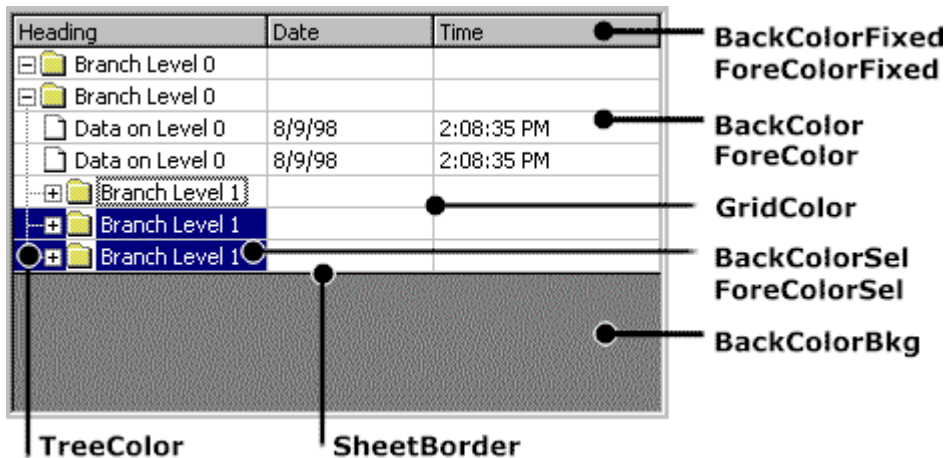 Heading Date Time
Branch Level 0
Branch Level 0
Data on Level 0 8/9/98 2:08:35 PM
Data on Level 0 8/9/98 2:08:35 PM
Branch Level 1
Branch Level 1
Branch Level 1
BackColorFixed
ForeColorFixed
BackColor
ForeColor
GridColor
BackColorSel
ForeColorSel
BackColorBkg
TreeColor
SheetBorder